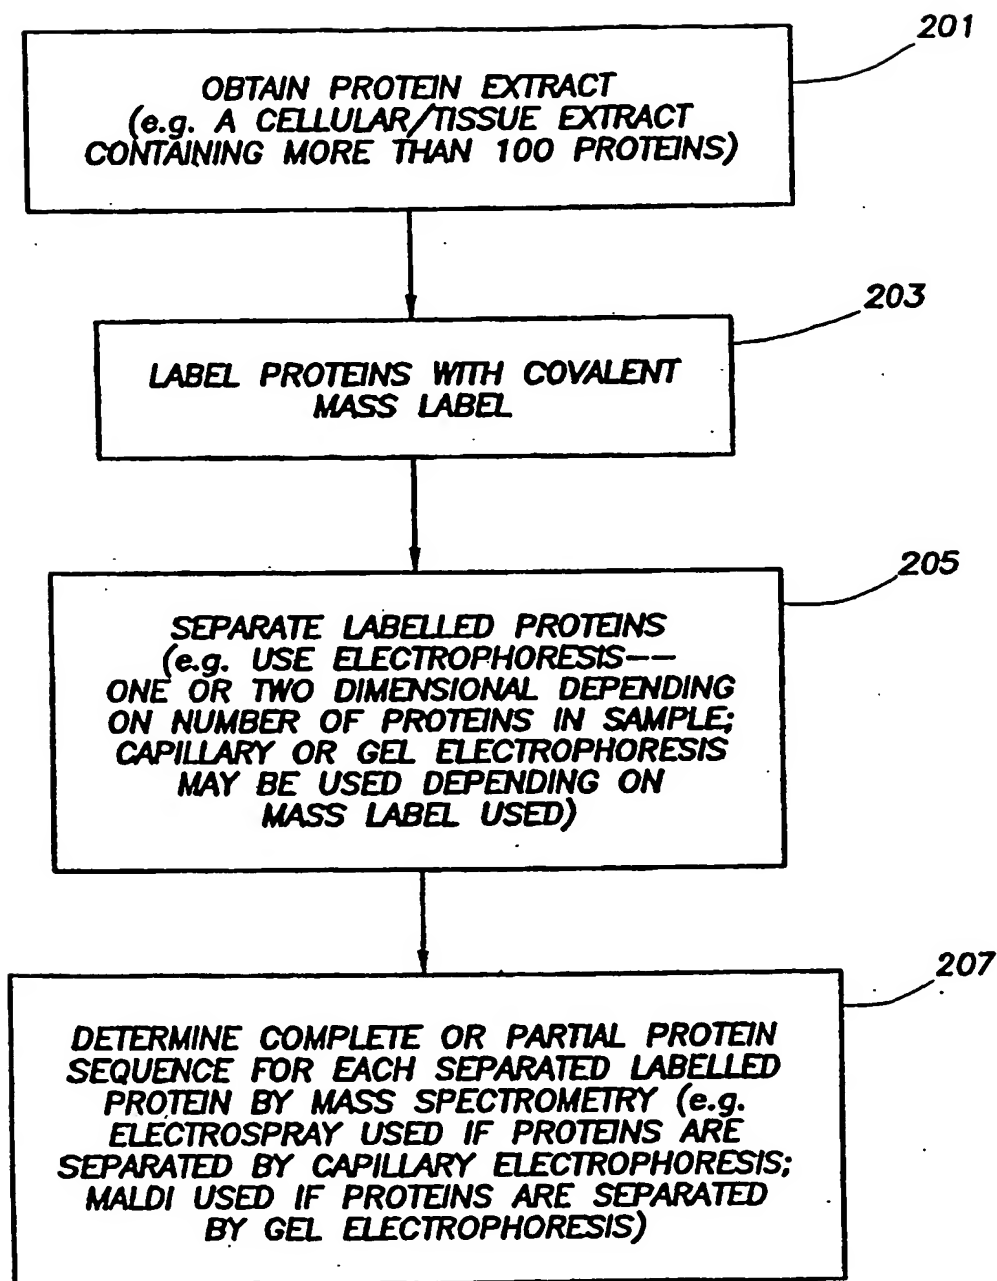 201
OBTAIN PROTEIN EXTRACT
(e.g. A CELLULAR/TISSUE EXTRACT
CONTAINING MORE THAN 100 PROTEINS)
203
LABEL PROTEINS WITH COVALENT
MASS LABEL
205
SEPARATE LABELLED PROTEINS
(e.g. USE ELECTROPHORESIS--
ONE OR TWO DIMENSIONAL DEPENDING
ON NUMBER OF PROTEINS IN SAMPLE;
CAPILLARY OR GEL ELECTROPHORESIS
MAY BE USED DEPENDING ON
MASS LABEL USED)
207
DETERMINE COMPLETE OR PARTIAL PROTEIN
SEQUENCE FOR EACH SEPARATED LABELLED
PROTEIN BY MASS SPECTROMETRY (e.g.
ELECTROSPRAY USED IF PROTEINS ARE
SEPARATED BY CAPILLARY ELECTROPHORESIS;
MALDI USED IF PROTEINS ARE SEPARATED
BY GEL ELECTROPHORESIS)